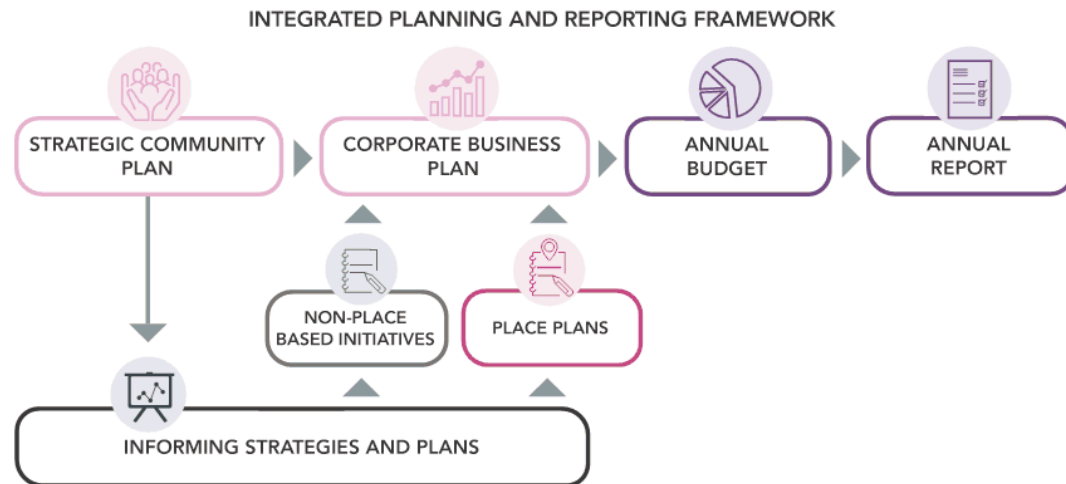 INTEGRATED PLANNING AND REPORTING FRAMEWORK
STRATEGIC COMMUNITY
PLAN
CORPORATE BUSINESS
PLAN
ANNUAL
BUDGET
ANNUAL
REPORT
NON-PLACE
BASED INITIATIVES
PLACE PLANS
INFORMING STRATEGIES AND PLANS